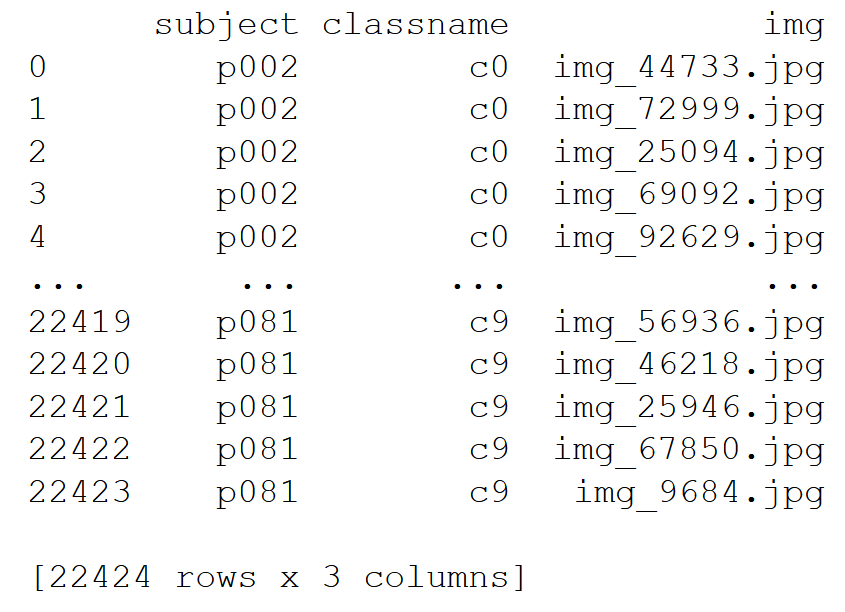 subject classname img
0 p002 c0 img_44733.jpg
1 p002 c0 img_72999.jpg
2 p002 c0 img_25094.jpg
3 p002 c0 img_69092.jpg
4 p002 c0 img_92629.jpg
... ... ... ...
22419 p081 c9 img_56936.jpg
22420 p081 c9 img_46218.jpg
22421 p081 c9 img_25946.jpg
22422 p081 c9 img_67850.jpg
22423 p081 c9 img_9684.jpg
[22424 rows x 3 columns]